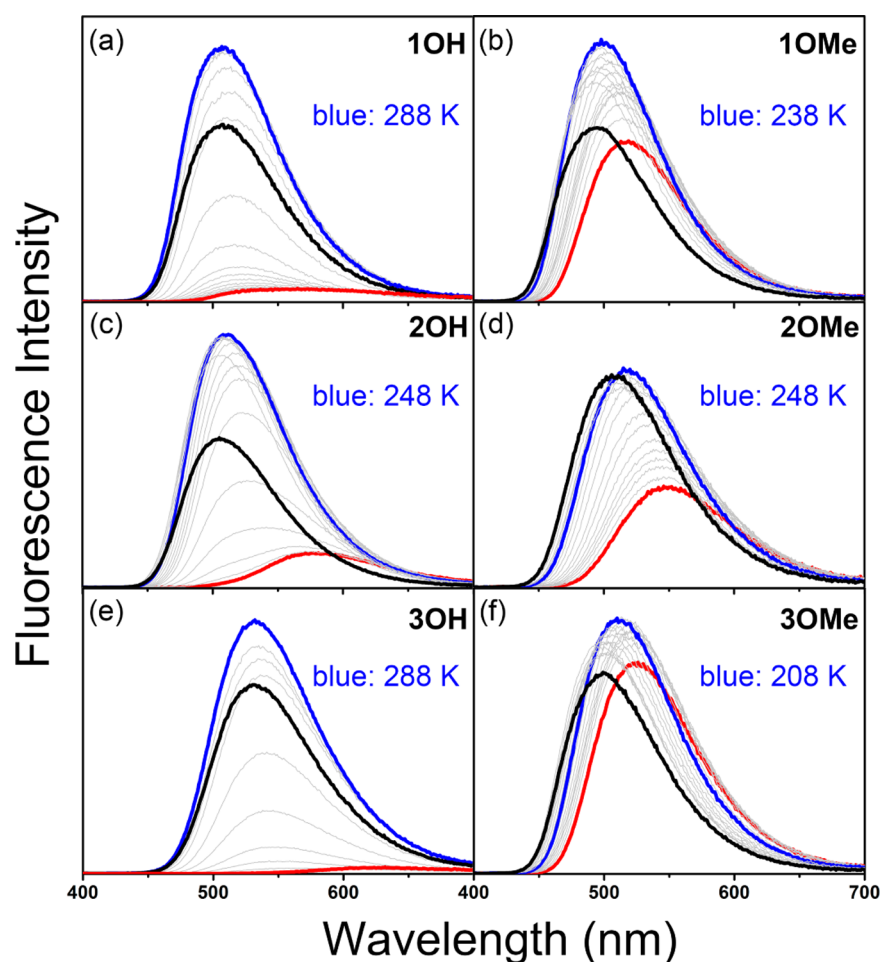 Fluorescence Intensity
(a) 1OH
blue: 288 K
(b) 1OMe
blue: 238 K
(c) 2OH
blue: 248 K
(d) 2OMe
blue: 248 K
(e) 3OH
blue: 288 K
(f) 3OMe
blue: 208 K
400 500 600 400 500 600 700
Wavelength (nm)